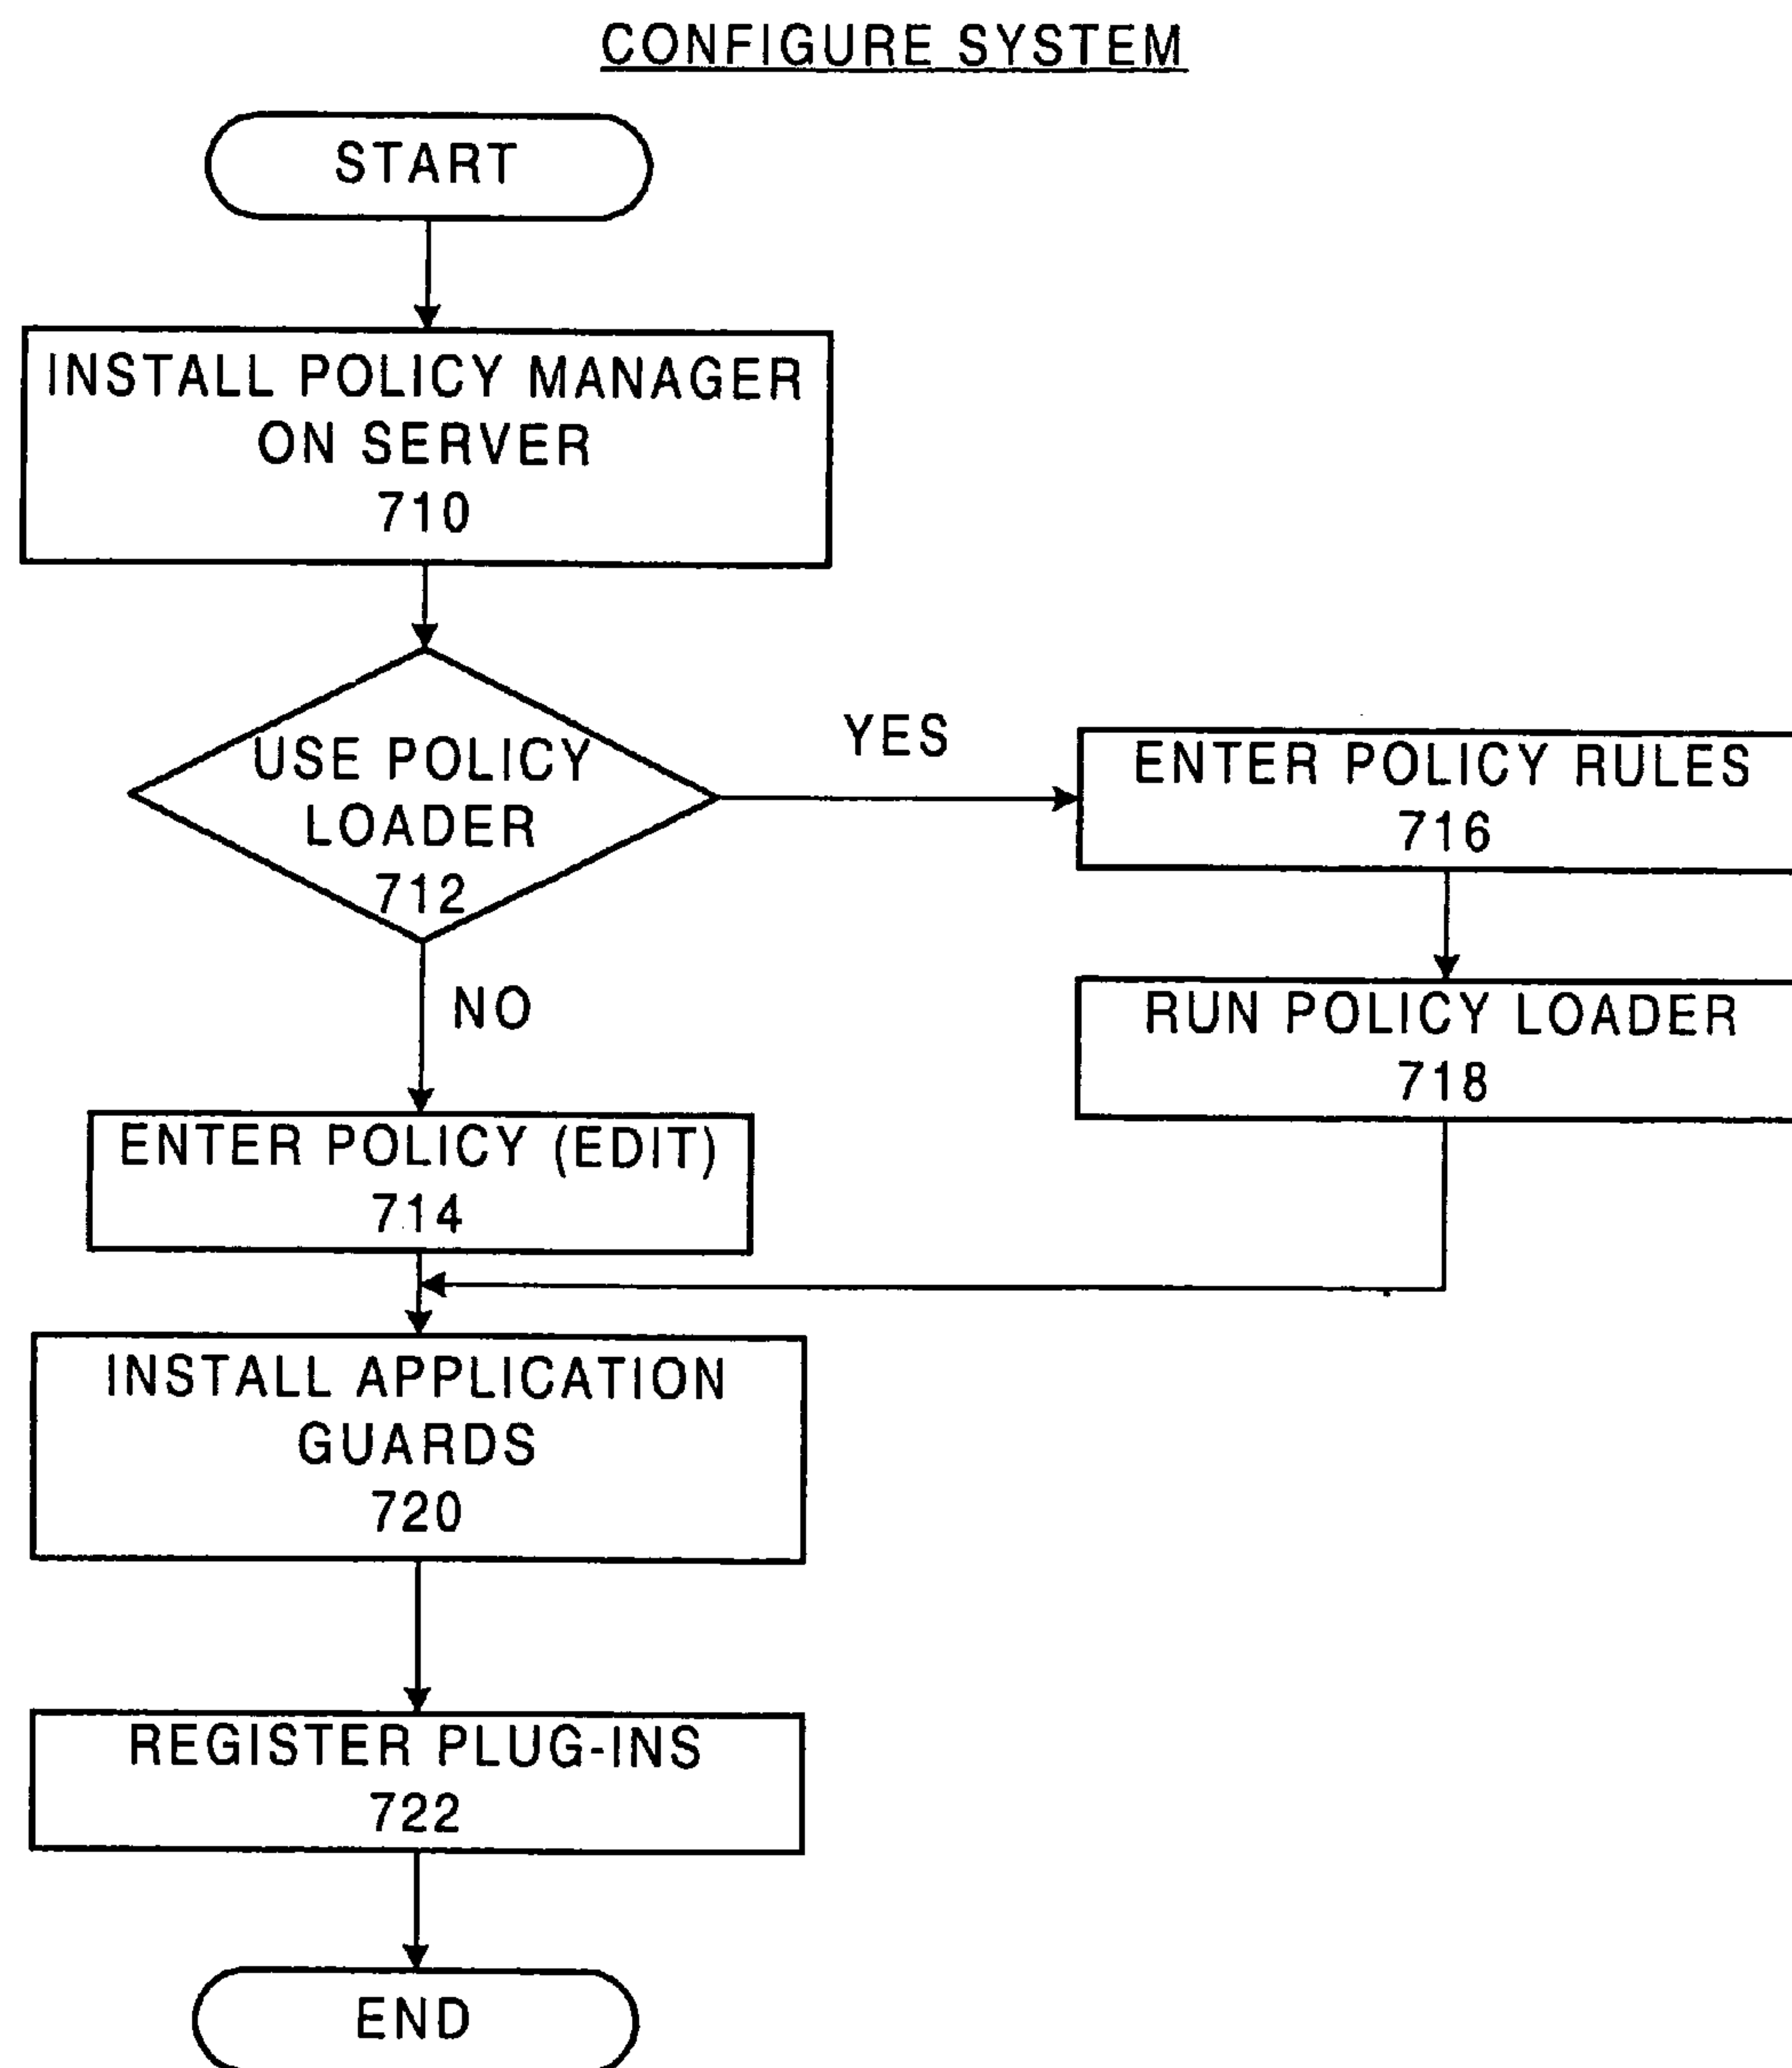 CONFIGURE SYSTEM
START
INSTALL POLICY MANAGER
ON SERVER
710
USE POLICY
LOADER
712
YES
ENTER POLICY RULES
716
RUN POLICY LOADER
718
NO
ENTER POLICY (EDIT)
714
INSTALL APPLICATION
GUARDS
720
REGISTER PLUG-INS
722
END